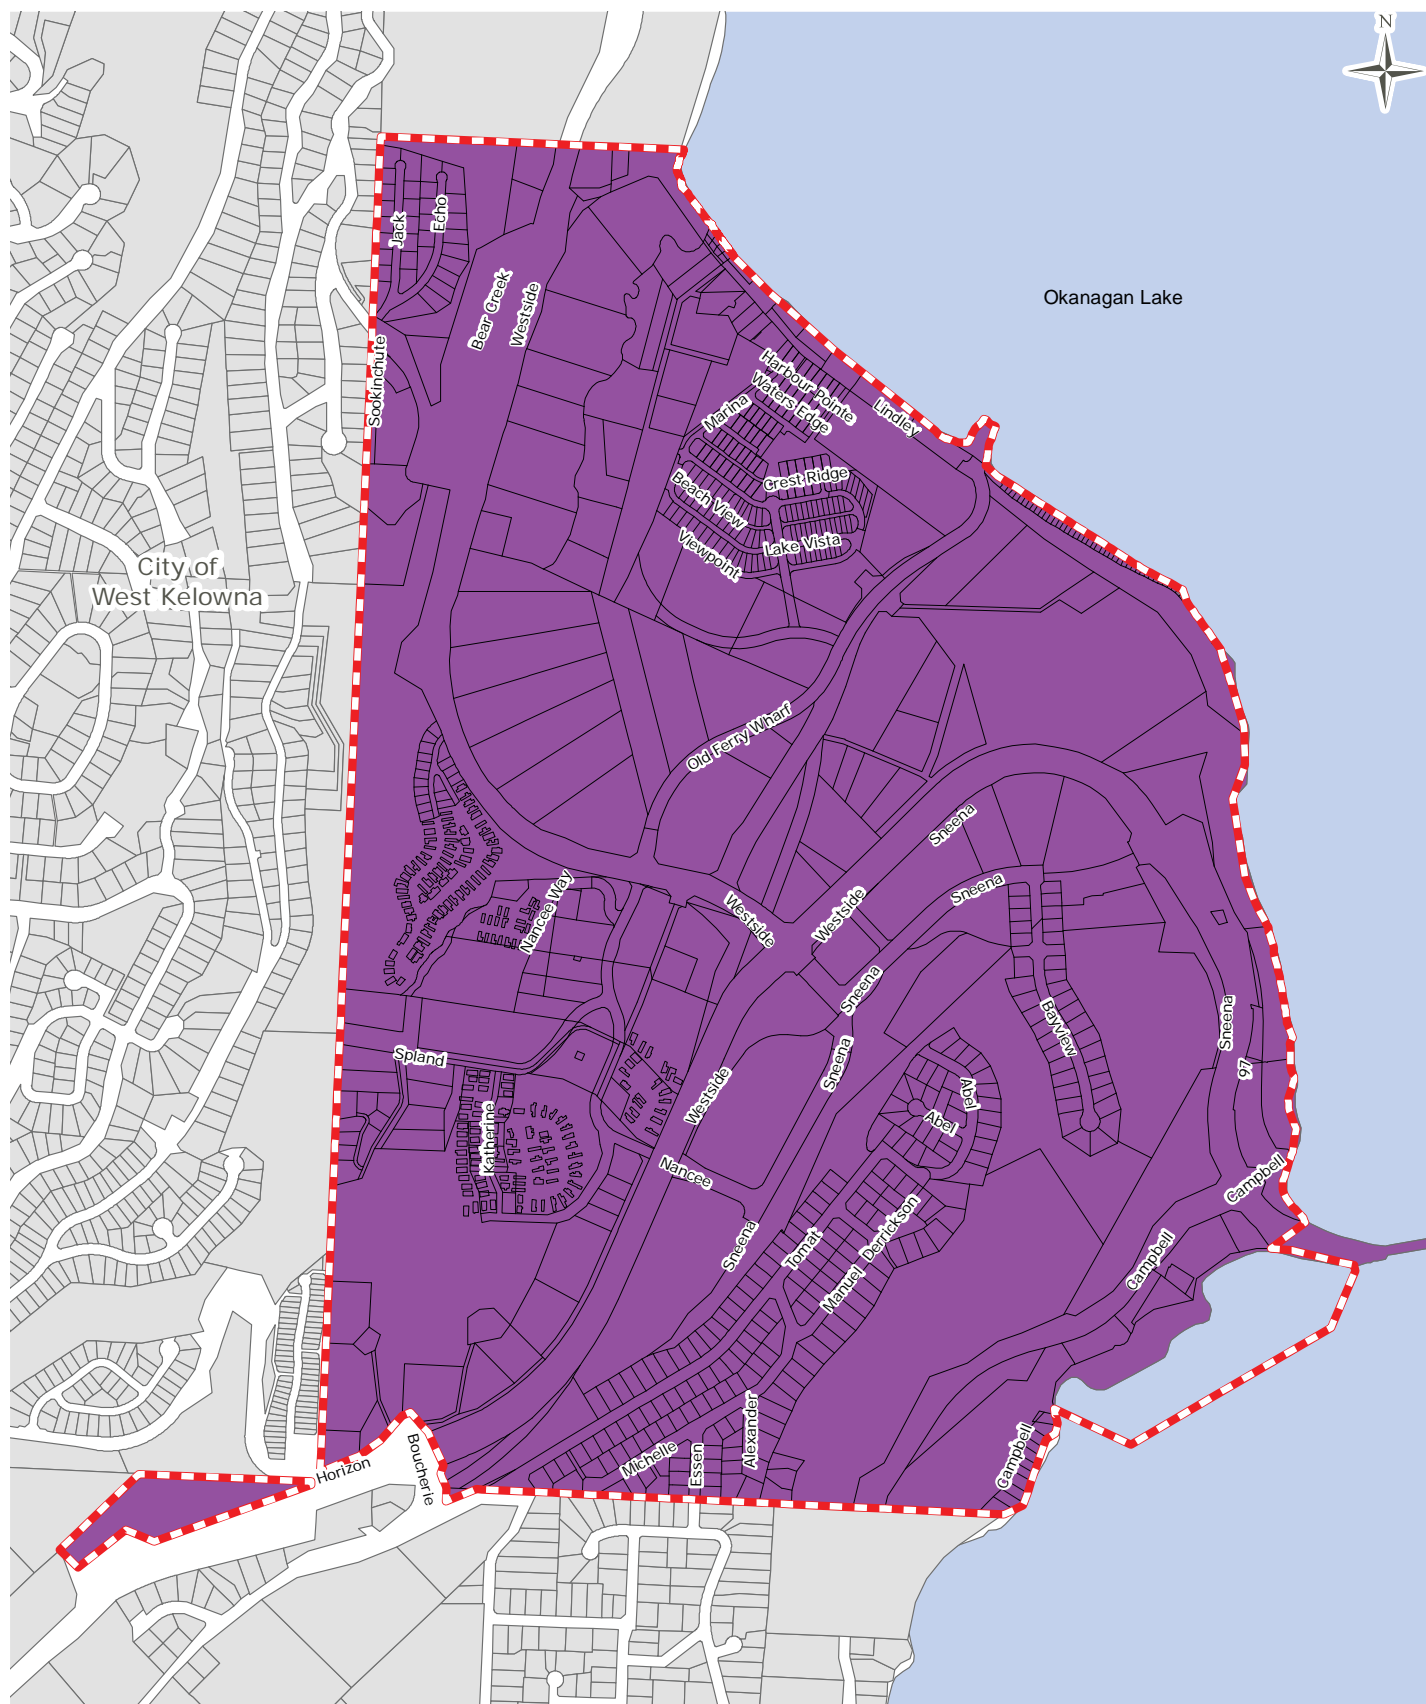 N
Jack
Echo
Okanagan Lake
Bear Creek
Westside
Sookinchute
Harbour Pointe
Waters Edge
Marina
Lindley
Crest Ridge
Beach View
Lake Vista
Viewpoint
City of
West Kelowna
Old Ferry Wharf
Sneena
Sneena
Nancee Way
Westside
Westside
Sneena
Sneena
Bayview
Sneena
97
Spland
Westside
Abel
Abel
Katherine
Nancee
Campbell
Sneena
Tomat
Derrickson
Manuel
Campbell
Alexander
Michelle
Essen
Campbell
Horizon
Boucherie